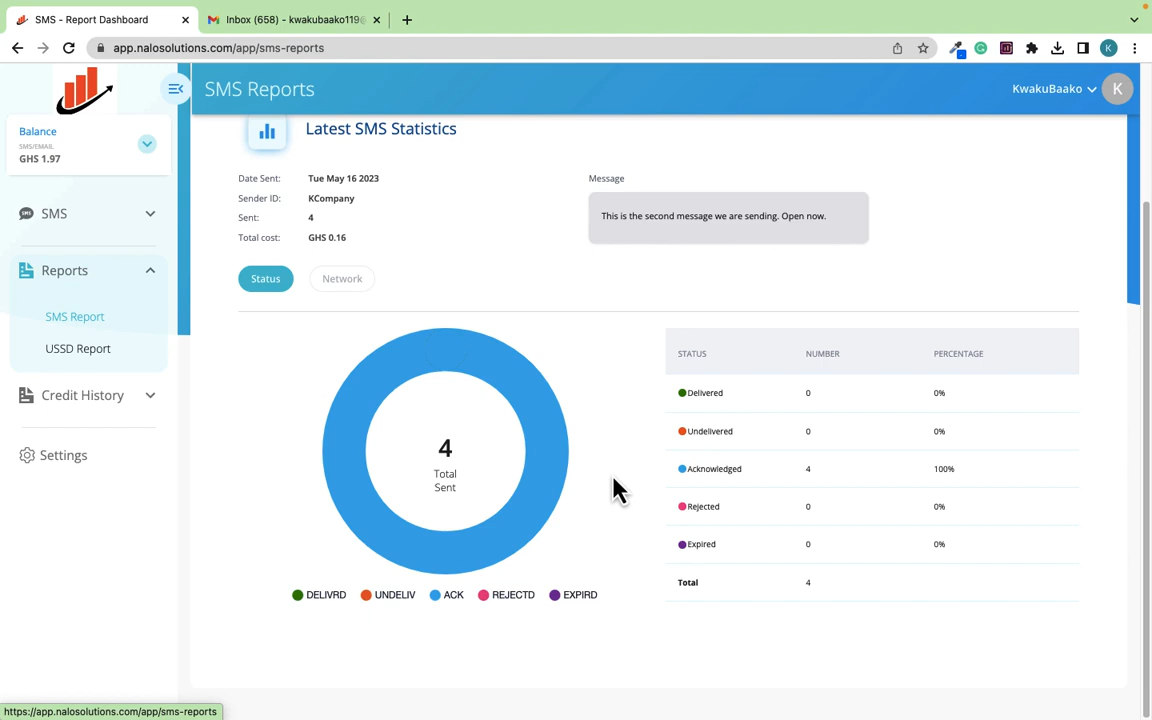 SMS - Report Dashboard
Inbox (658) - kwakubaako119@
app.nalosolutions.com/app/sms-reports
K
SMS Reports
KwakuBaako
K
Balance
SMS/EMAIL
GHS 1.97
SMS
SMS
Reports
SMS Report
USSD Report
Credit History
Settings
Latest SMS Statistics
Date Sent: Tue May 16 2023
Sender ID: KCompany
Sent: 4
Total cost: GHS 0.16
Message
This is the second message we are sending. Open now.
Status
Network
4
Total
Sent
DELIVRD UNDELIV ACK REJECTD EXPIRD
STATUS NUMBER PERCENTAGE
Delivered 0 0%
Undelivered 0 0%
Acknowledged 4 100%
Rejected 0 0%
Expired 0 0%
Total 4
https://app.nalosolutions.com/app/sms-reports